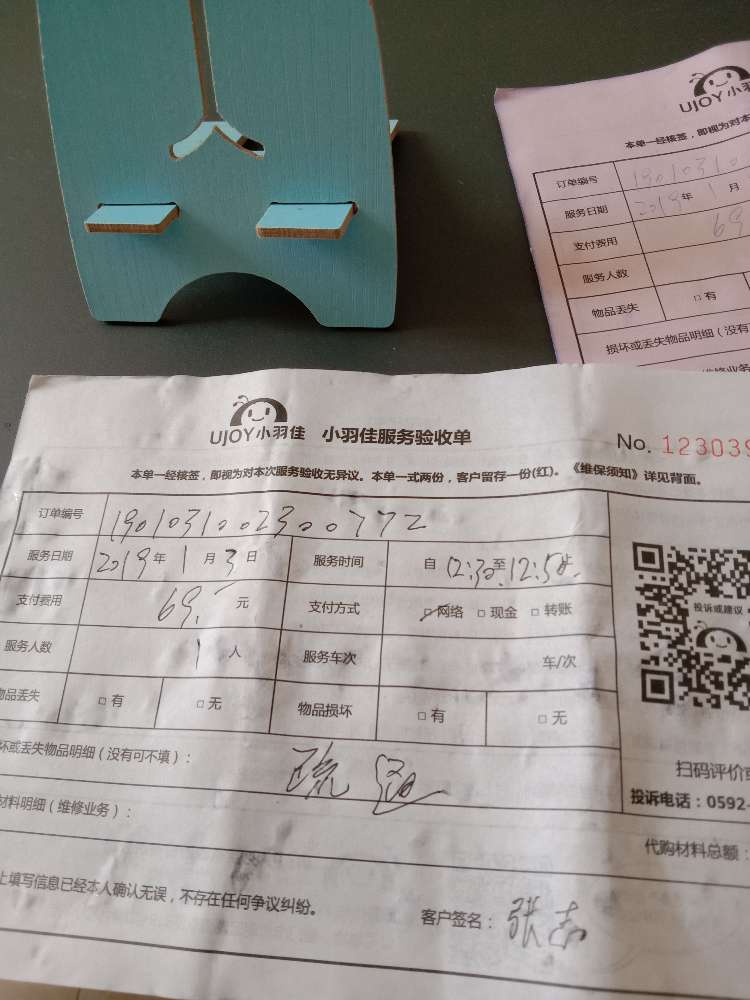 UJOY小羽
本单一经核签，即视为对本
订单编号 19010310
服务日期 2019年1月
支付费用 69
服务人数
物品丢失 □有
损坏或丢失物品明细（没有
UJOY小羽佳 小羽佳服务验收单
No. 123039
本单一经核签，即视为对本次服务验收无异议。本单一式两份，客户留存一份(红)。《维保须知》详见背面。
订单编号 1901031002300772
服务日期 2019年1月3日 服务时间 自12:30至12:50止
支付费用 69.元 支付方式 □网络 □现金 □转账
服务人数 1人 服务车次 车/次
物品丢失 □有 □无 物品损坏 □有 □无
投诉或建议
坏或丢失物品明细（没有可不填）： 疏通
扫码评价或
投诉电话：0592-
材料明细（维修业务）：
代购材料总额：
上填写信息已经本人确认无误，不存在任何争议纠纷。
客户签名：张志